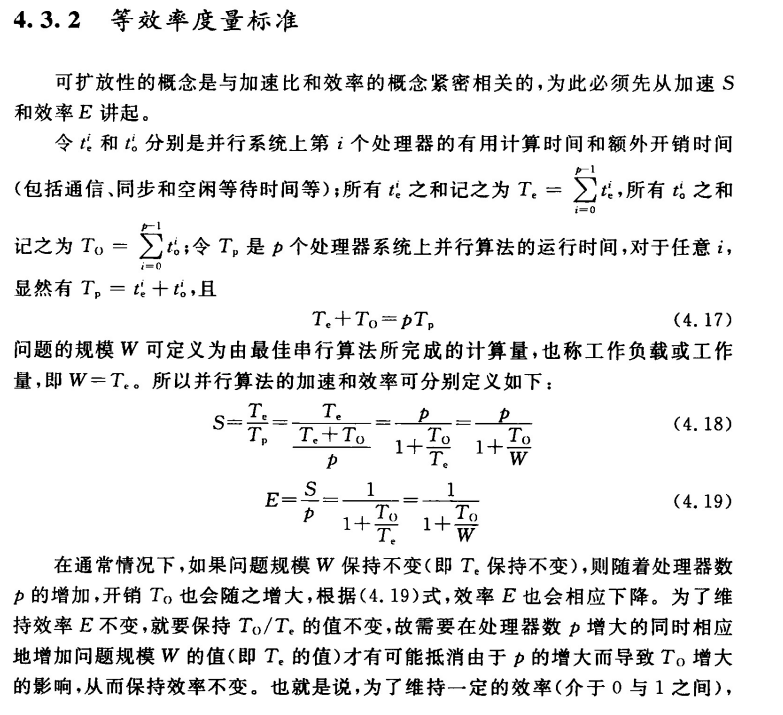 4.3.2 等效率度量标准
可扩放性的概念是与加速比和效率的概念紧密相关的,为此必须先从加速 S
和效率 E 讲起。
令 t_e^i 和 t_o^i 分别是并行系统上第 i 个处理器的有用计算时间和额外开销时间
(包括通信、同步和空闲等待时间等);所有 t_e^i 之和记之为 T_e = \sum_{i=0}^{p-1} t_e^i,所有 t_o^i 之和
记之为 T_O = \sum_{i=0}^{p-1} t_o^i;令 T_p 是 p 个处理器系统上并行算法的运行时间,对于任意 i,
显然有 T_p = t_e^i + t_o^i,且
T_e+T_O=pT_p (4.17)
问题的规模 W 可定义为由最佳串行算法所完成的计算量,也称工作负载或工作
量,即 W=T_e。所以并行算法的加速和效率可分别定义如下:
S=\frac{T_e}{T_p}=\frac{T_e}{\frac{T_e+T_O}{p}}=\frac{p}{1+\frac{T_O}{T_e}}=\frac{p}{1+\frac{T_O}{W}} (4.18)
E=\frac{S}{p}=\frac{1}{1+\frac{T_O}{T_e}}=\frac{1}{1+\frac{T_O}{W}} (4.19)
在通常情况下,如果问题规模 W 保持不变(即 T_e 保持不变),则随着处理器数
p 的增加,开销 T_O 也会随之增大,根据(4.19)式,效率 E 也会相应下降。为了维
持效率 E 不变,就要保持 T_O/T_e 的值不变,故需要在处理器数 p 增大的同时相应
地增加问题规模 W 的值(即 T_e 的值)才有可能抵消由于 p 的增大而导致 T_O 增大
的影响,从而保持效率不变。也就是说,为了维持一定的效率(介于 0 与 1 之间),